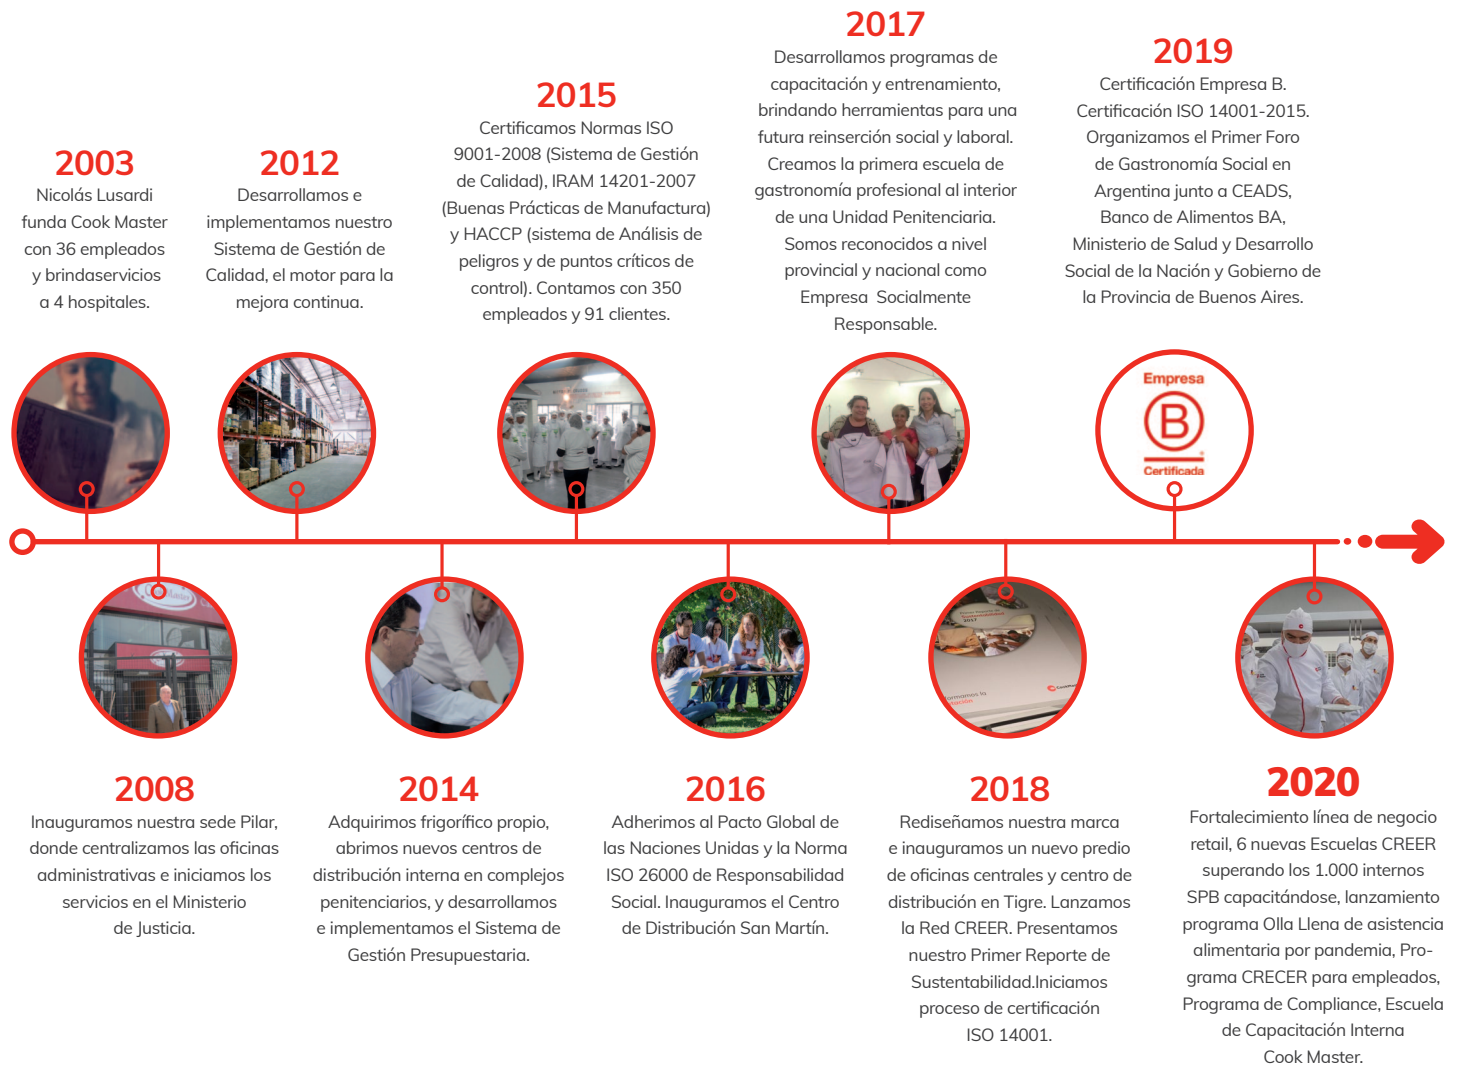 2003
Nicolás Lusardi
funda Cook Master
con 36 empleados
y brindaservicios
a 4 hospitales.
2012
Desarrollamos e
implementamos nuestro
Sistema de Gestión de
Calidad, el motor para la
mejora continua.
2015
Certificamos Normas ISO
9001-2008 (Sistema de Gestión
de Calidad), IRAM 14201-2007
(Buenas Prácticas de Manufactura)
y HACCP (sistema de Análisis de
peligros y de puntos críticos de
control). Contamos con 350
empleados y 91 clientes.
2017
Desarrollamos programas de
capacitación y entrenamiento,
brindando herramientas para una
futura reinserción social y laboral.
Creamos la primera escuela de
gastronomía profesional al interior
de una Unidad Penitenciaria.
Somos reconocidos a nivel
provincial y nacional como
Empresa Socialmente
Responsable.
2019
Certificación Empresa B.
Certificación ISO 14001-2015.
Organizamos el Primer Foro
de Gastronomía Social en
Argentina junto a CEADS,
Banco de Alimentos BA,
Ministerio de Salud y Desarrollo
Social de la Nación y Gobierno de
la Provincia de Buenos Aires.
Empresa
B
Certificada
2008
Inauguramos nuestra sede Pilar,
donde centralizamos las oficinas
administrativas e iniciamos los
servicios en el Ministerio
de Justicia.
2014
Adquirimos frigorífico propio,
abrimos nuevos centros de
distribución interna en complejos
penitenciarios, y desarrollamos
e implementamos el Sistema de
Gestión Presupuestaria.
2016
Adherimos al Pacto Global de
las Naciones Unidas y la Norma
ISO 26000 de Responsabilidad
Social. Inauguramos el Centro
de Distribución San Martín.
2018
Rediseñamos nuestra marca
e inauguramos un nuevo predio
de oficinas centrales y centro de
distribución en Tigre. Lanzamos
la Red CREER. Presentamos
nuestro Primer Reporte de
Sustentabilidad.Iniciamos
proceso de certificación
ISO 14001.
2020
Fortalecimiento línea de negocio
retail, 6 nuevas Escuelas CREER
superando los 1.000 internos
SPB capacitándose, lanzamiento
programa Olla Llena de asistencia
alimentaria por pandemia, Pro-
grama CRECER para empleados,
Programa de Compliance, Escuela
de Capacitación Interna
Cook Master.